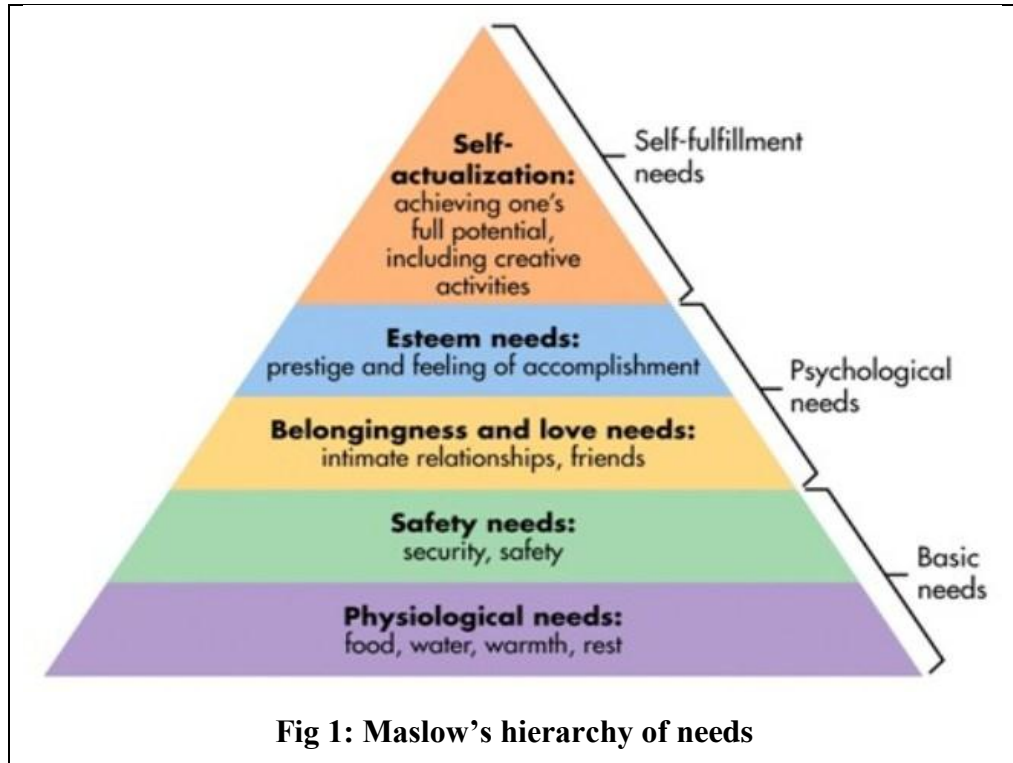 Self-
actualization:
achieving one's
full potential,
including creative
activities
Self-fulfillment
needs
Esteem needs:
prestige and feeling of accomplishment
Psychological
needs
Belongingness and love needs:
intimate relationships, friends
Safety needs:
security, safety
Basic
needs
Physiological needs:
food, water, warmth, rest
Fig 1: Maslow’s hierarchy of needs